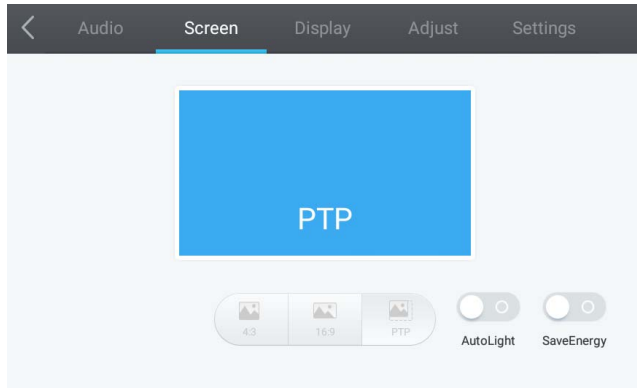 Audio Screen Display Adjust Settings
PTP
4:3 16:9 PTP
AutoLight SaveEnergy